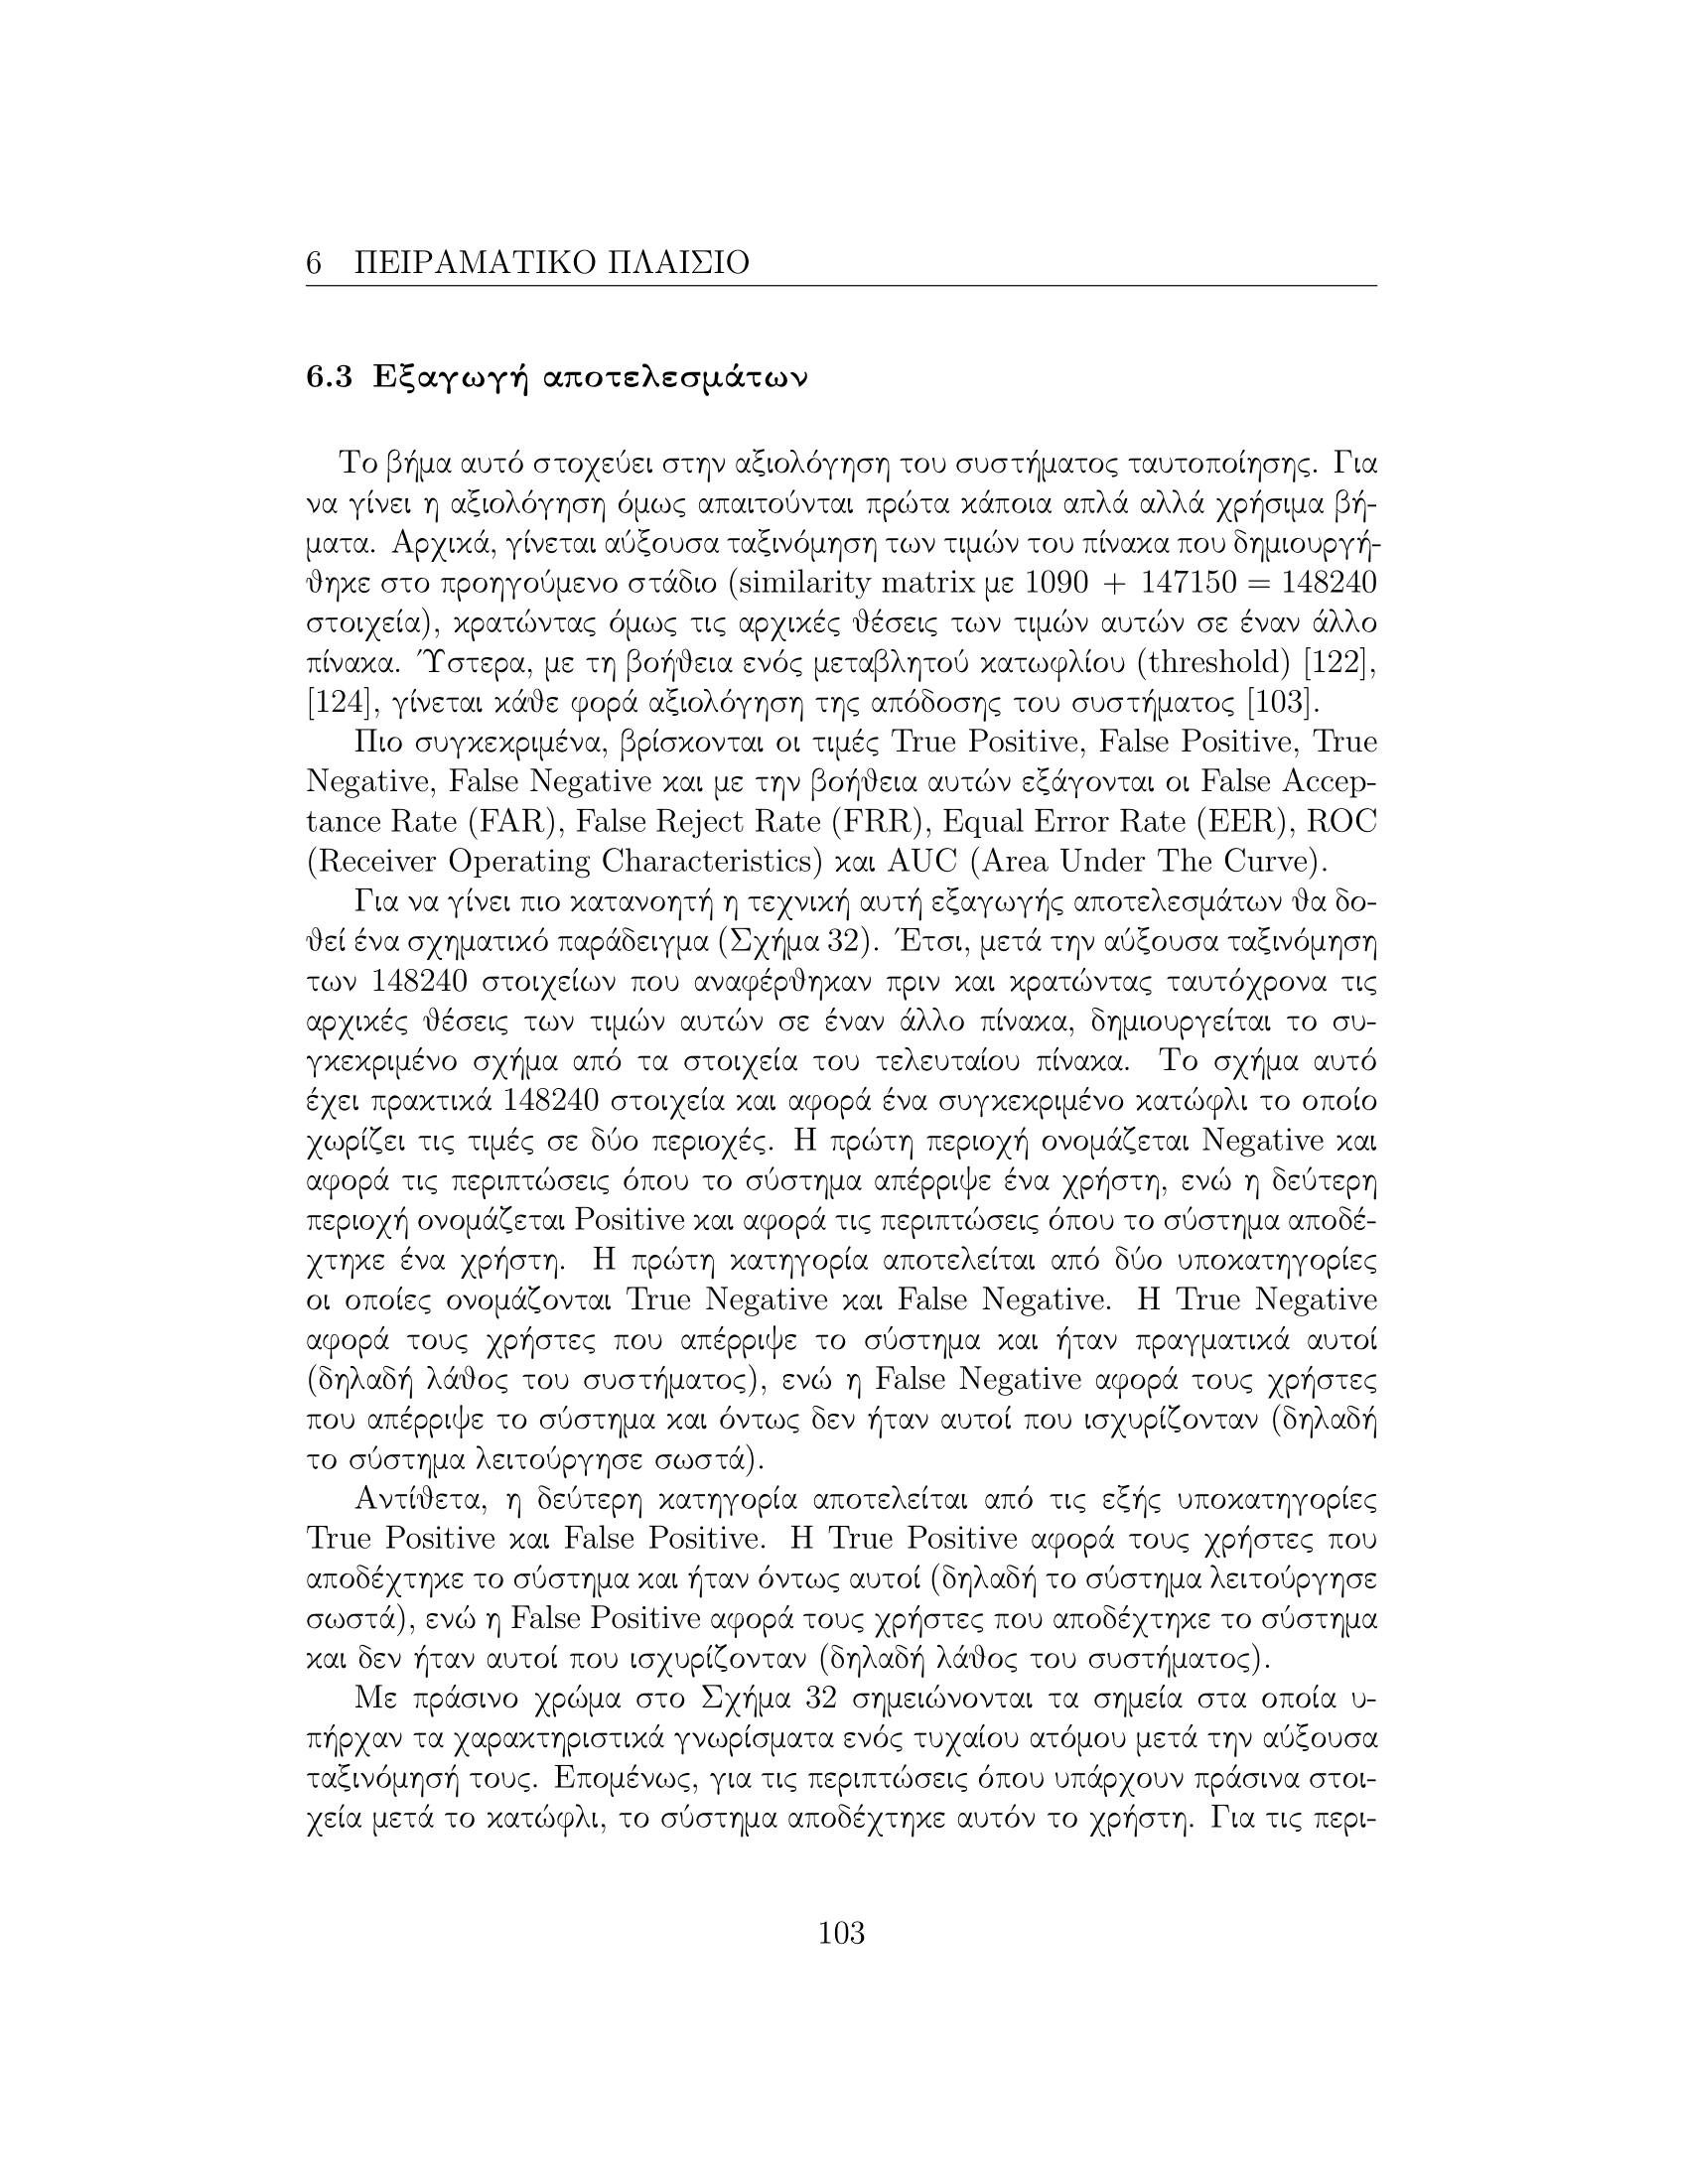 6 ΠΕΙΡΑΜΑΤΙΚΟ ΠΛΑΙΣΙΟ
6.3 Εξαγωγή αποτελεσμάτων
Το βήμα αυτό στοχεύει στην αξιολόγηση του συστήματος ταυτοποίησης. Για
να γίνει η αξιολόγηση όμως απαιτούνται πρώτα κάποια απλά αλλά χρήσιμα βή-
ματα. Αρχικά, γίνεται αύξουσα ταξινόμηση των τιμών του πίνακα που δημιουργή-
θηκε στο προηγούμενο στάδιο (similarity matrix με 1090 + 147150 = 148240
στοιχεία), κρατώντας όμως τις αρχικές θέσεις των τιμών αυτών σε έναν άλλο
πίνακα. Ύστερα, με τη βοήθεια ενός μεταβλητού κατωφλίου (threshold) [122],
[124], γίνεται κάθε φορά αξιολόγηση της απόδοσης του συστήματος [103].
Πιο συγκεκριμένα, βρίσκονται οι τιμές True Positive, False Positive, True
Negative, False Negative και με την βοήθεια αυτών εξάγονται οι False Accep-
tance Rate (FAR), False Reject Rate (FRR), Equal Error Rate (EER), ROC
(Receiver Operating Characteristics) και AUC (Area Under The Curve).
Για να γίνει πιο κατανοητή η τεχνική αυτή εξαγωγής αποτελεσμάτων θα δο-
θεί ένα σχηματικό παράδειγμα (Σχήμα 32). Έτσι, μετά την αύξουσα ταξινόμηση
των 148240 στοιχείων που αναφέρθηκαν πριν και κρατώντας ταυτόχρονα τις
αρχικές θέσεις των τιμών αυτών σε έναν άλλο πίνακα, δημιουργείται το συ-
γκεκριμένο σχήμα από τα στοιχεία του τελευταίου πίνακα. Το σχήμα αυτό
έχει πρακτικά 148240 στοιχεία και αφορά ένα συγκεκριμένο κατώφλι το οποίο
χωρίζει τις τιμές σε δύο περιοχές. Η πρώτη περιοχή ονομάζεται Negative και
αφορά τις περιπτώσεις όπου το σύστημα απέρριψε ένα χρήστη, ενώ η δεύτερη
περιοχή ονομάζεται Positive και αφορά τις περιπτώσεις όπου το σύστημα αποδέ-
χτηκε ένα χρήστη. Η πρώτη κατηγορία αποτελείται από δύο υποκατηγορίες
οι οποίες ονομάζονται True Negative και False Negative. Η True Negative
αφορά τους χρήστες που απέρριψε το σύστημα και ήταν πραγματικά αυτοί
(δηλαδή λάθος του συστήματος), ενώ η False Negative αφορά τους χρήστες
που απέρριψε το σύστημα και όντως δεν ήταν αυτοί που ισχυρίζονταν (δηλαδή
το σύστημα λειτούργησε σωστά).
Αντίθετα, η δεύτερη κατηγορία αποτελείται από τις εξής υποκατηγορίες
True Positive και False Positive. Η True Positive αφορά τους χρήστες που
αποδέχτηκε το σύστημα και ήταν όντως αυτοί (δηλαδή το σύστημα λειτούργησε
σωστά), ενώ η False Positive αφορά τους χρήστες που αποδέχτηκε το σύστημα
και δεν ήταν αυτοί που ισχυρίζονταν (δηλαδή λάθος του συστήματος).
Με πράσινο χρώμα στο Σχήμα 32 σημειώνονται τα σημεία στα οποία υ-
πήρχαν τα χαρακτηριστικά γνωρίσματα ενός τυχαίου ατόμου μετά την αύξουσα
ταξινόμησή τους. Επομένως, για τις περιπτώσεις όπου υπάρχουν πράσινα στοι-
χεία μετά το κατώφλι, το σύστημα αποδέχτηκε αυτόν το χρήστη. Για τις περι-
103